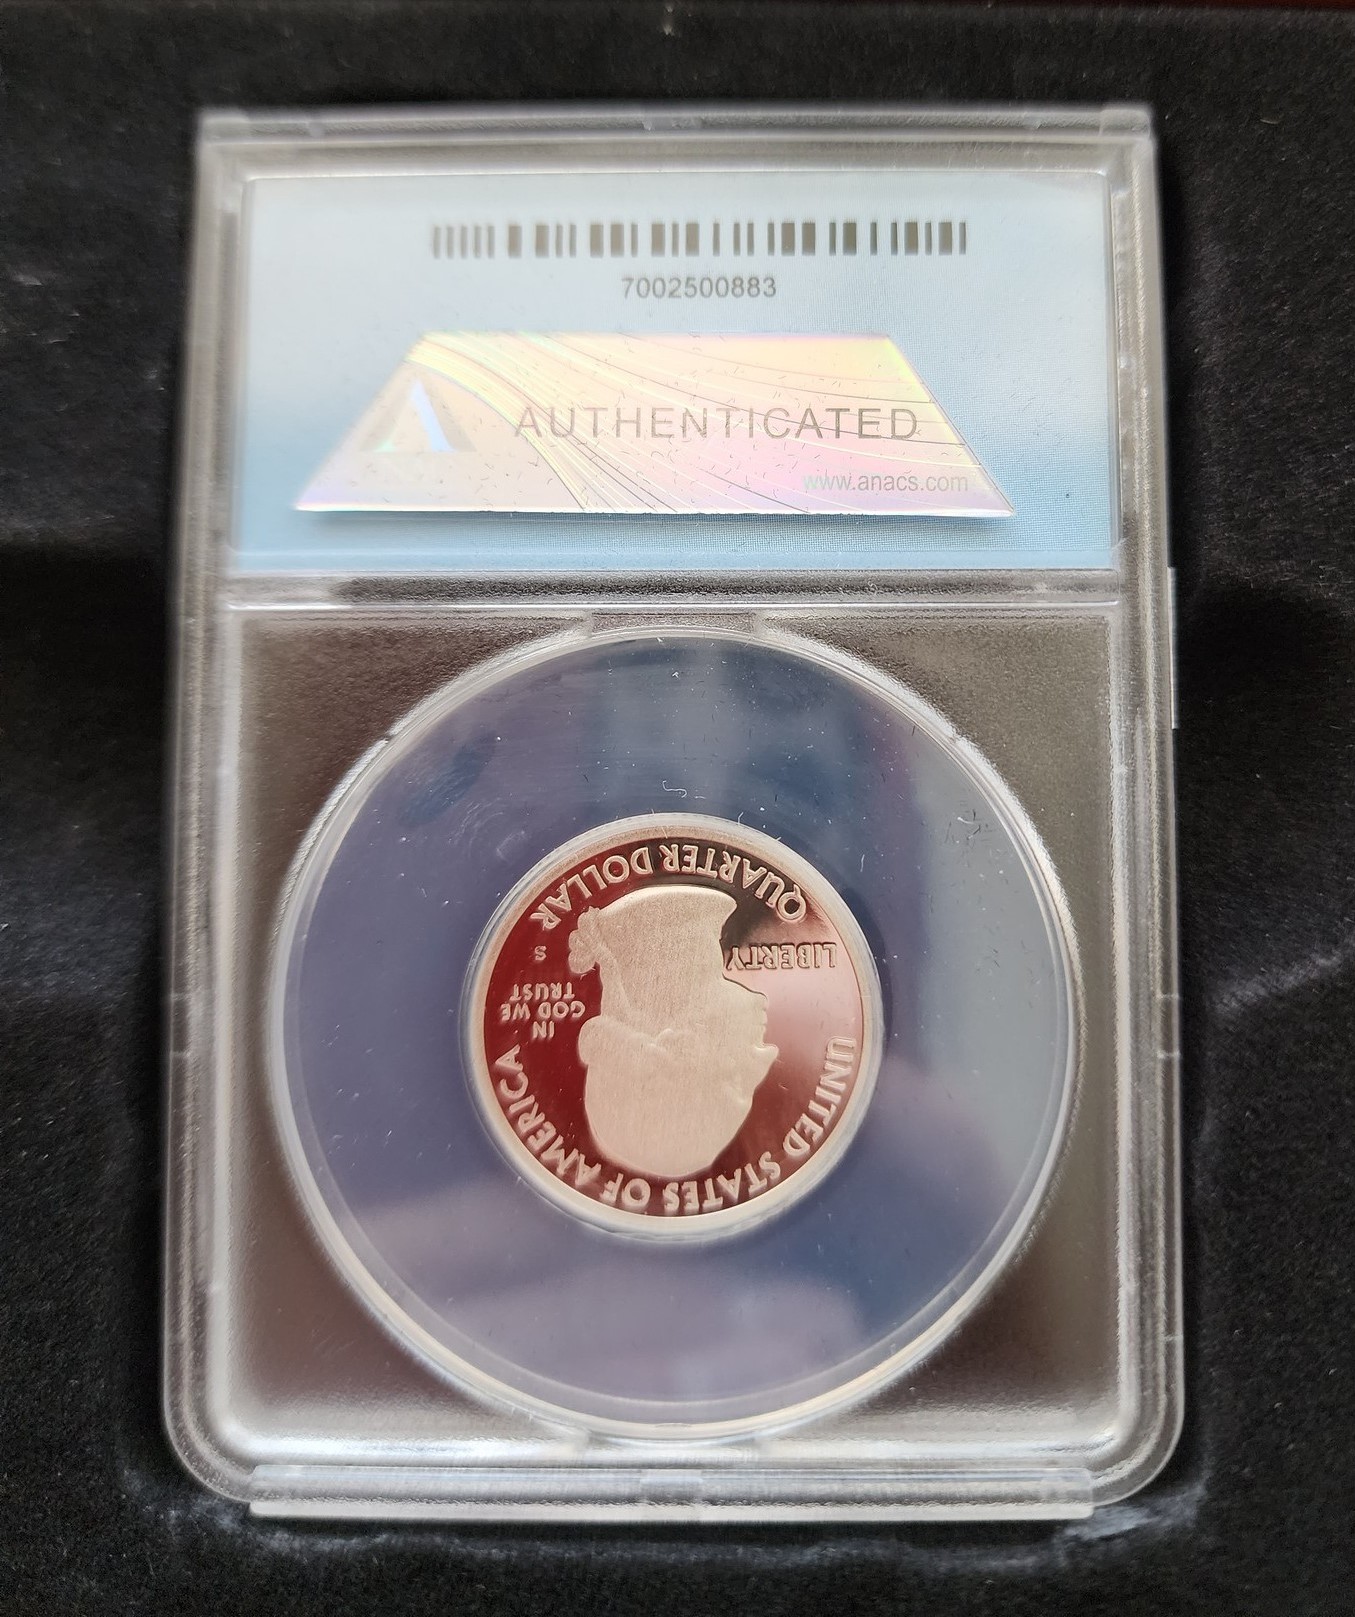 7002500883
AUTHENTICATED
www.anacs.com
UNITED STATES OF AMERICA
LIBERTY
IN
GOD WE
TRUST
S
QUARTER DOLLAR